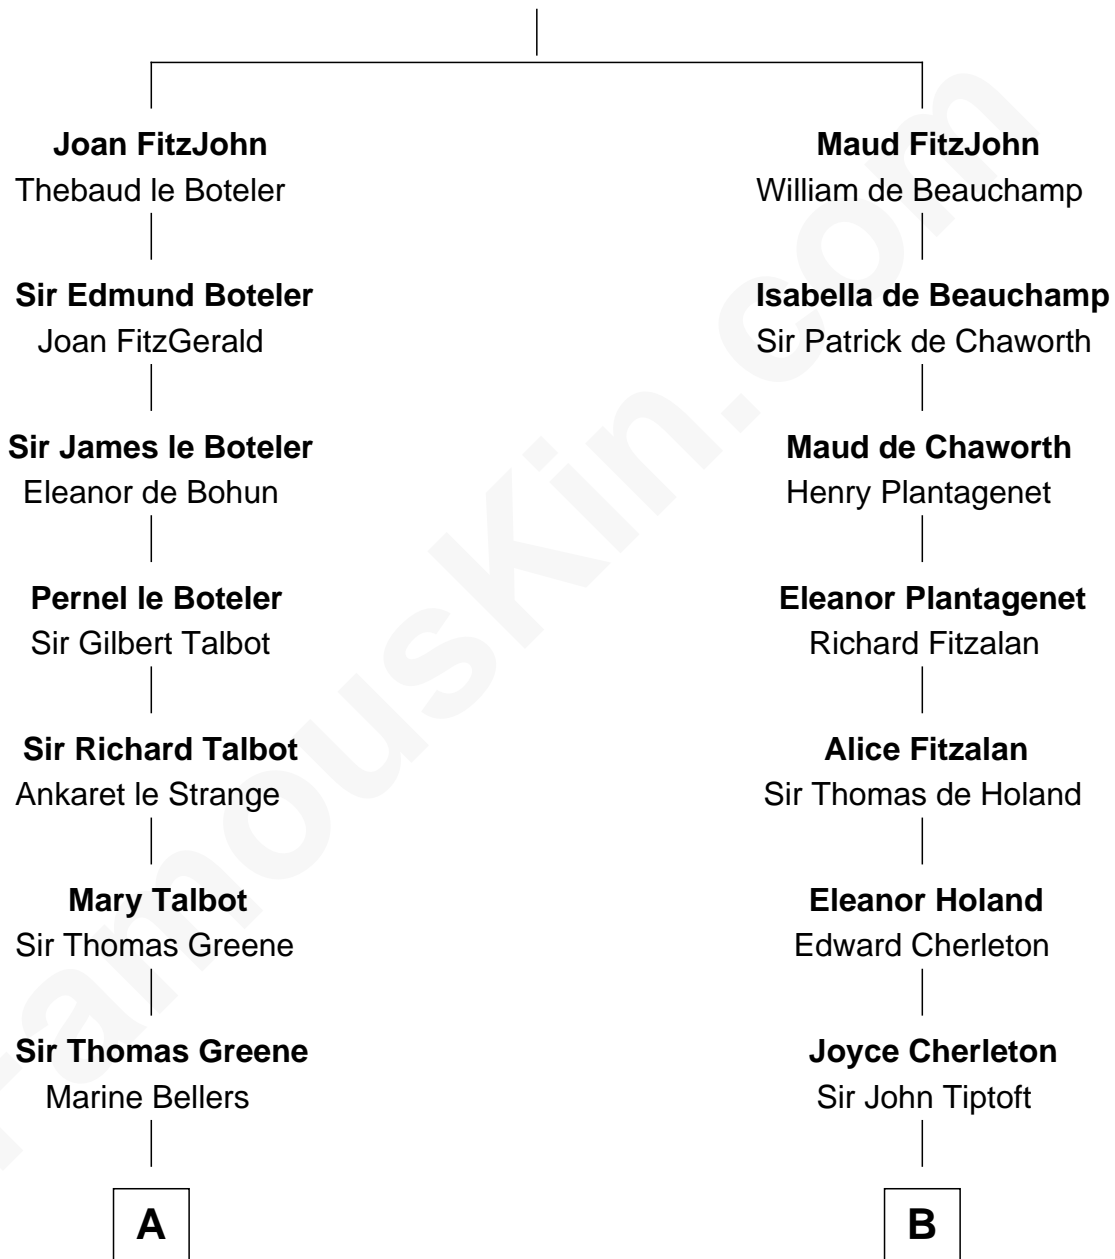 Joan FitzJohn
Thebaud le Boteler
Sir Edmund Boteler
Joan FitzGerald
Sir James le Boteler
Eleanor de Bohun
Pernel le Boteler
Sir Gilbert Talbot
Sir Richard Talbot
Ankaret le Strange
Mary Talbot
Sir Thomas Greene
Sir Thomas Greene
Marine Bellers
A
Maud FitzJohn
William de Beauchamp
Isabella de Beauchamp
Sir Patrick de Chaworth
Maud de Chaworth
Henry Plantagenet
Eleanor Plantagenet
Richard Fitzalan
Alice Fitzalan
Sir Thomas de Holand
Eleanor Holand
Edward Cherleton
Joyce Cherleton
Sir John Tiptoft
B
FamousKin.com